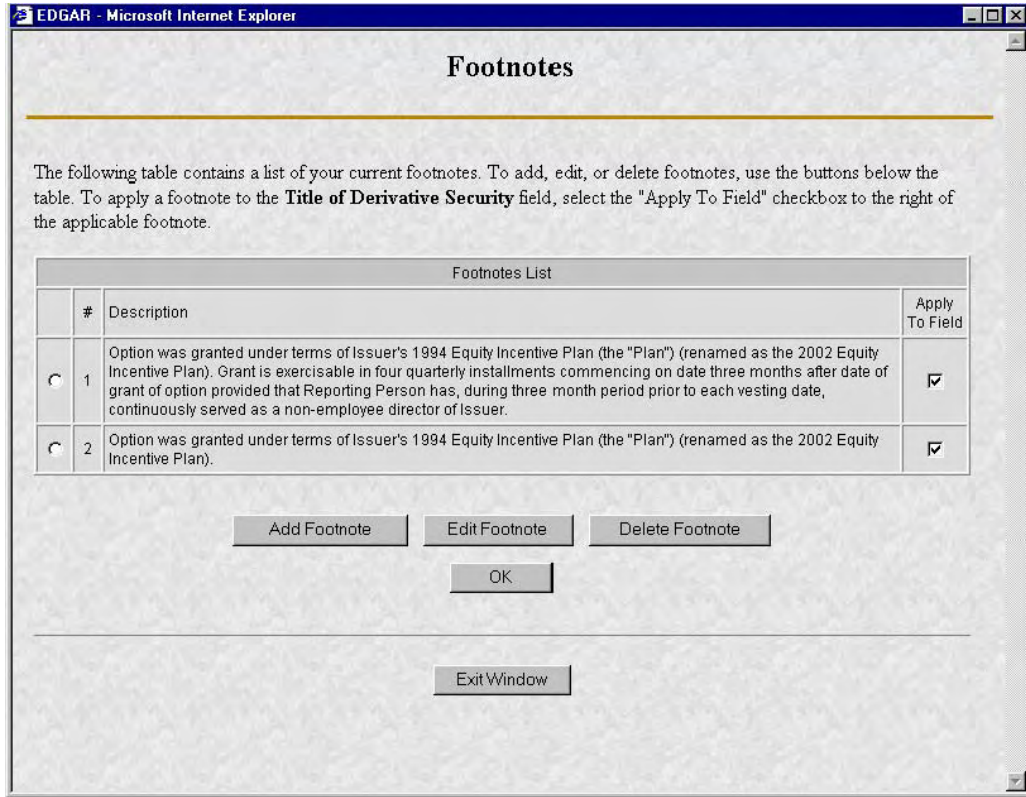 EDGAR - Microsoft Internet Explorer
Footnotes
The following table contains a list of your current footnotes. To add, edit, or delete footnotes, use the buttons below the
table. To apply a footnote to the Title of Derivative Security field, select the "Apply To Field" checkbox to the right of
the applicable footnote.
Footnotes List
# Description Apply
To Field
1 Option was granted under terms of Issuer's 1994 Equity Incentive Plan (the "Plan") (renamed as the 2002 Equity
Incentive Plan). Grant is exercisable in four quarterly installments commencing on date three months after date of
grant of option provided that Reporting Person has, during three month period prior to each vesting date,
continuously served as a non-employee director of Issuer.
2 Option was granted under terms of Issuer's 1994 Equity Incentive Plan (the "Plan") (renamed as the 2002 Equity
Incentive Plan).
Add Footnote Edit Footnote Delete Footnote
OK
Exit Window